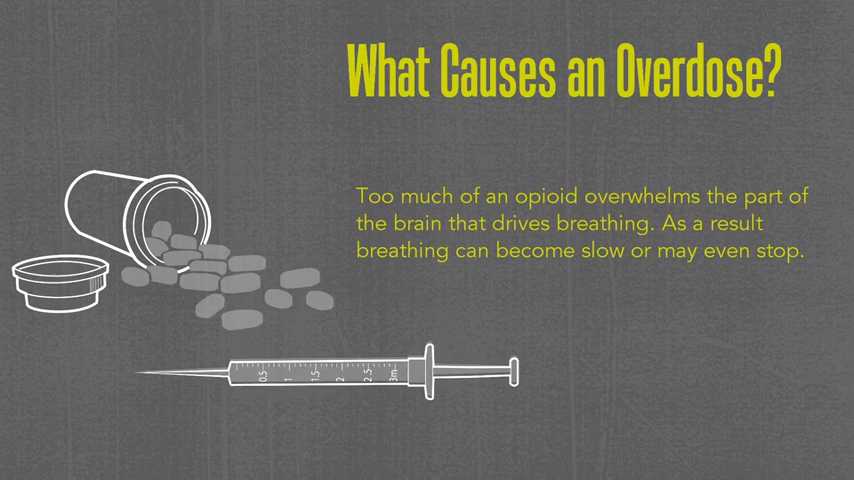 What Causes an Overdose?
Too much of an opioid overwhelms the part of
the brain that drives breathing. As a result
breathing can become slow or may even stop.
0.5 1 1.5 2 2.5 3m